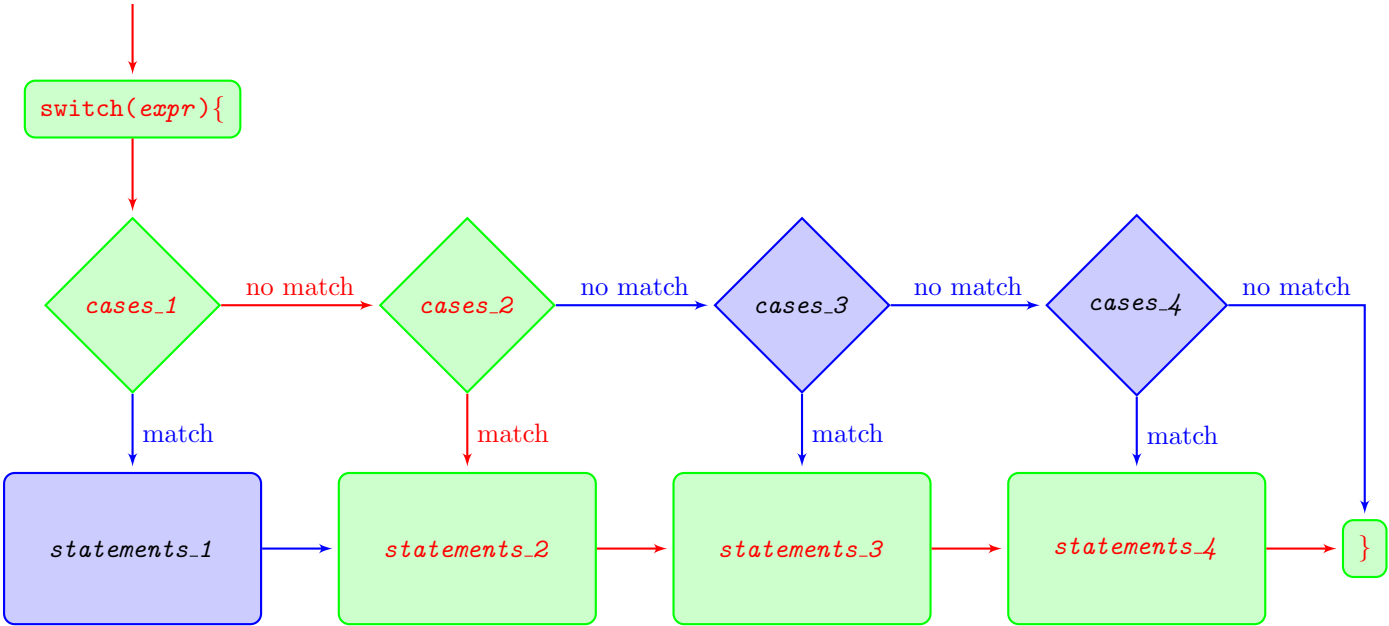 switch(expr){
no match
no match
no match
no match
cases_1
cases_2
cases_3
cases_4
match
match
match
match
statements_1
statements_2
statements_3
statements_4
}